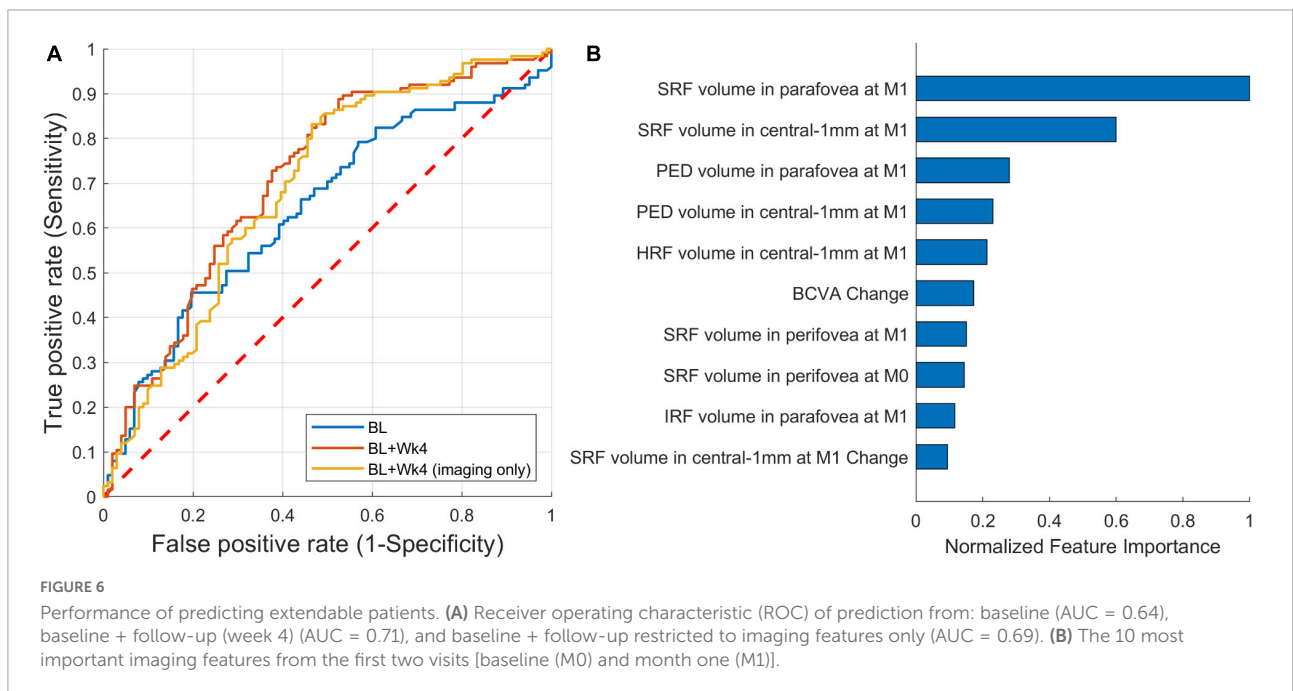 A
True positive rate (Sensitivity)
1
0.9
0.8
0.7
0.6
0.5
0.4
0.3
0.2
0.1
0
0 0.2 0.4 0.6 0.8 1
False positive rate (1-Specificity)
BL
BL+Wk4
BL+Wk4 (imaging only)
B
SRF volume in parafovea at M1
SRF volume in central-1mm at M1
PED volume in parafovea at M1
PED volume in central-1mm at M1
HRF volume in central-1mm at M1
BCVA Change
SRF volume in perifovea at M1
SRF volume in perifovea at M0
IRF volume in parafovea at M1
SRF volume in central-1mm at M1 Change
0 0.2 0.4 0.6 0.8 1
Normalized Feature Importance
FIGURE 6
Performance of predicting extendable patients. (A) Receiver operating characteristic (ROC) of prediction from: baseline (AUC = 0.64),
baseline + follow-up (week 4) (AUC = 0.71), and baseline + follow-up restricted to imaging features only (AUC = 0.69). (B) The 10 most
important imaging features from the first two visits [baseline (M0) and month one (M1)].